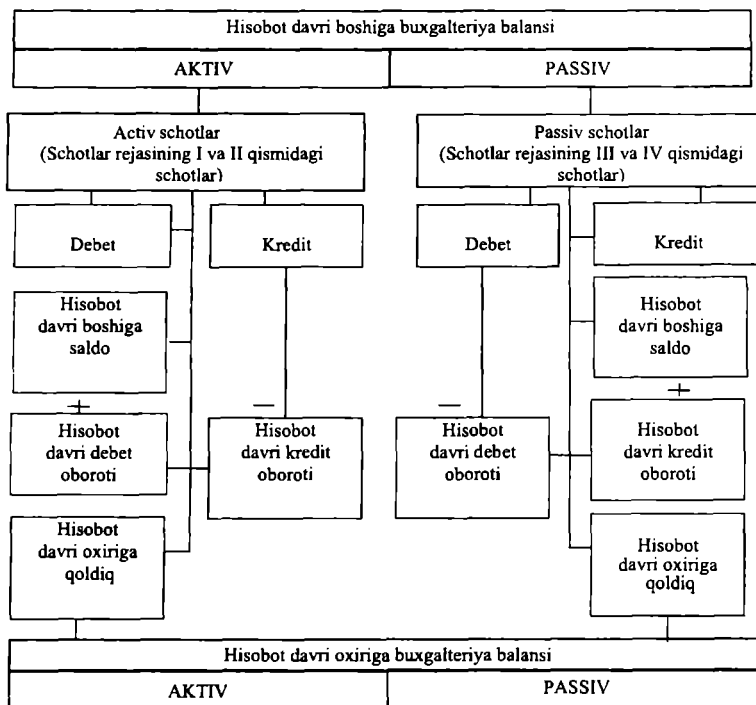 Hisobot davri boshiga buxgalteriya balansi
AKTIV
PASSIV
Activ schotlar
(Schotlar rejasining I va II qismidagi
schotlar)
Passiv schotlar
(Schotlar rejasining III va IV qismidagi
schotlar)
Debet
Kredit
Debet
Kredit
Hisobot
davri boshiga
saldo
Hisobot
davri boshiga
saldo
+
—
—
+
Hisobot
davri debet
oboroti
Hisobot
davri kredit
oboroti
Hisobot
davri debet
oboroti
Hisobot
davri kredit
oboroti
Hisobot
davri oxiriga
qoldiq
Hisobot
davri oxiriga
qoldiq
Hisobot davri oxiriga buxgalteriya balansi
AKTIV
PASSIV